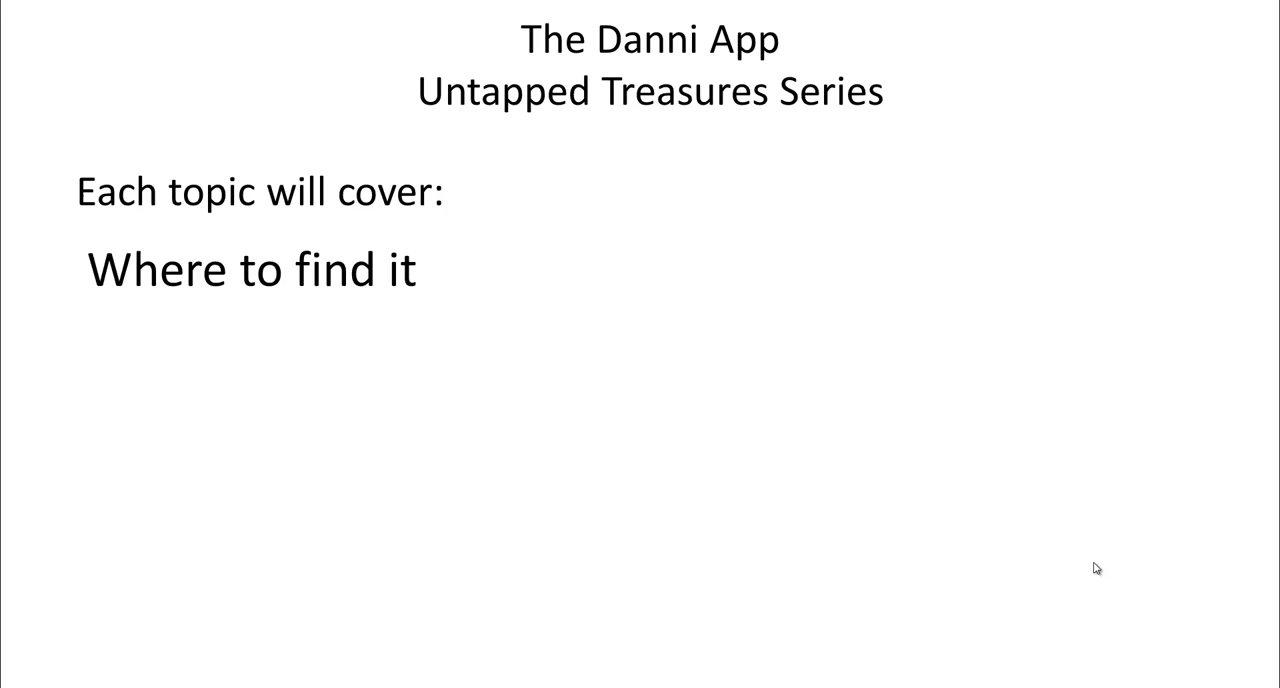 The Danni App
Untapped Treasures Series
Each topic will cover:
Where to find it